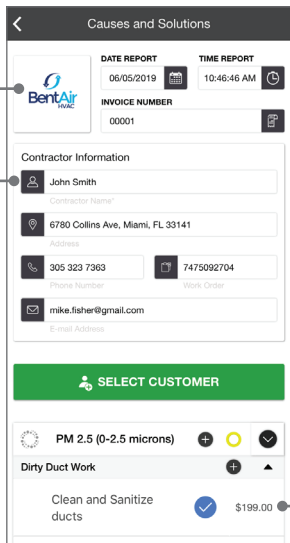 Causes and Solutions
DATE REPORT
TIME REPORT
06/05/2019
10:46:46 AM
BentAir
HVAC
INVOICE NUMBER
00001
Contractor Information
John Smith
Contractor Name*
6780 Collins Ave, Miami, FL 33141
Address
305 323 7363
7475092704
Phone Number
Work Order
mike.fisher@gmail.com
E-mail Address
SELECT CUSTOMER
PM 2.5 (0-2.5 microns)
Dirty Duct Work
Clean and Sanitize
ducts
$199.00